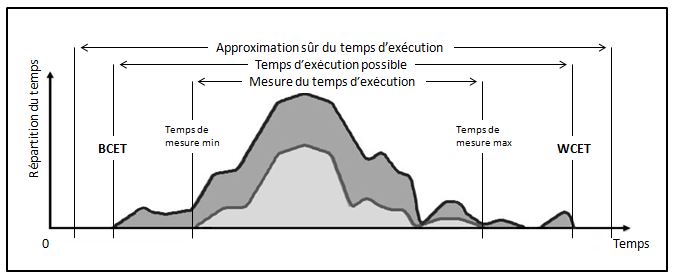 Approximation sûr du temps d'exécution
Temps d'exécution possible
Mesure du temps d'exécution
Répartition du temps
Temps de
mesure min
Temps de
mesure max
BCET
WCET
0
Temps